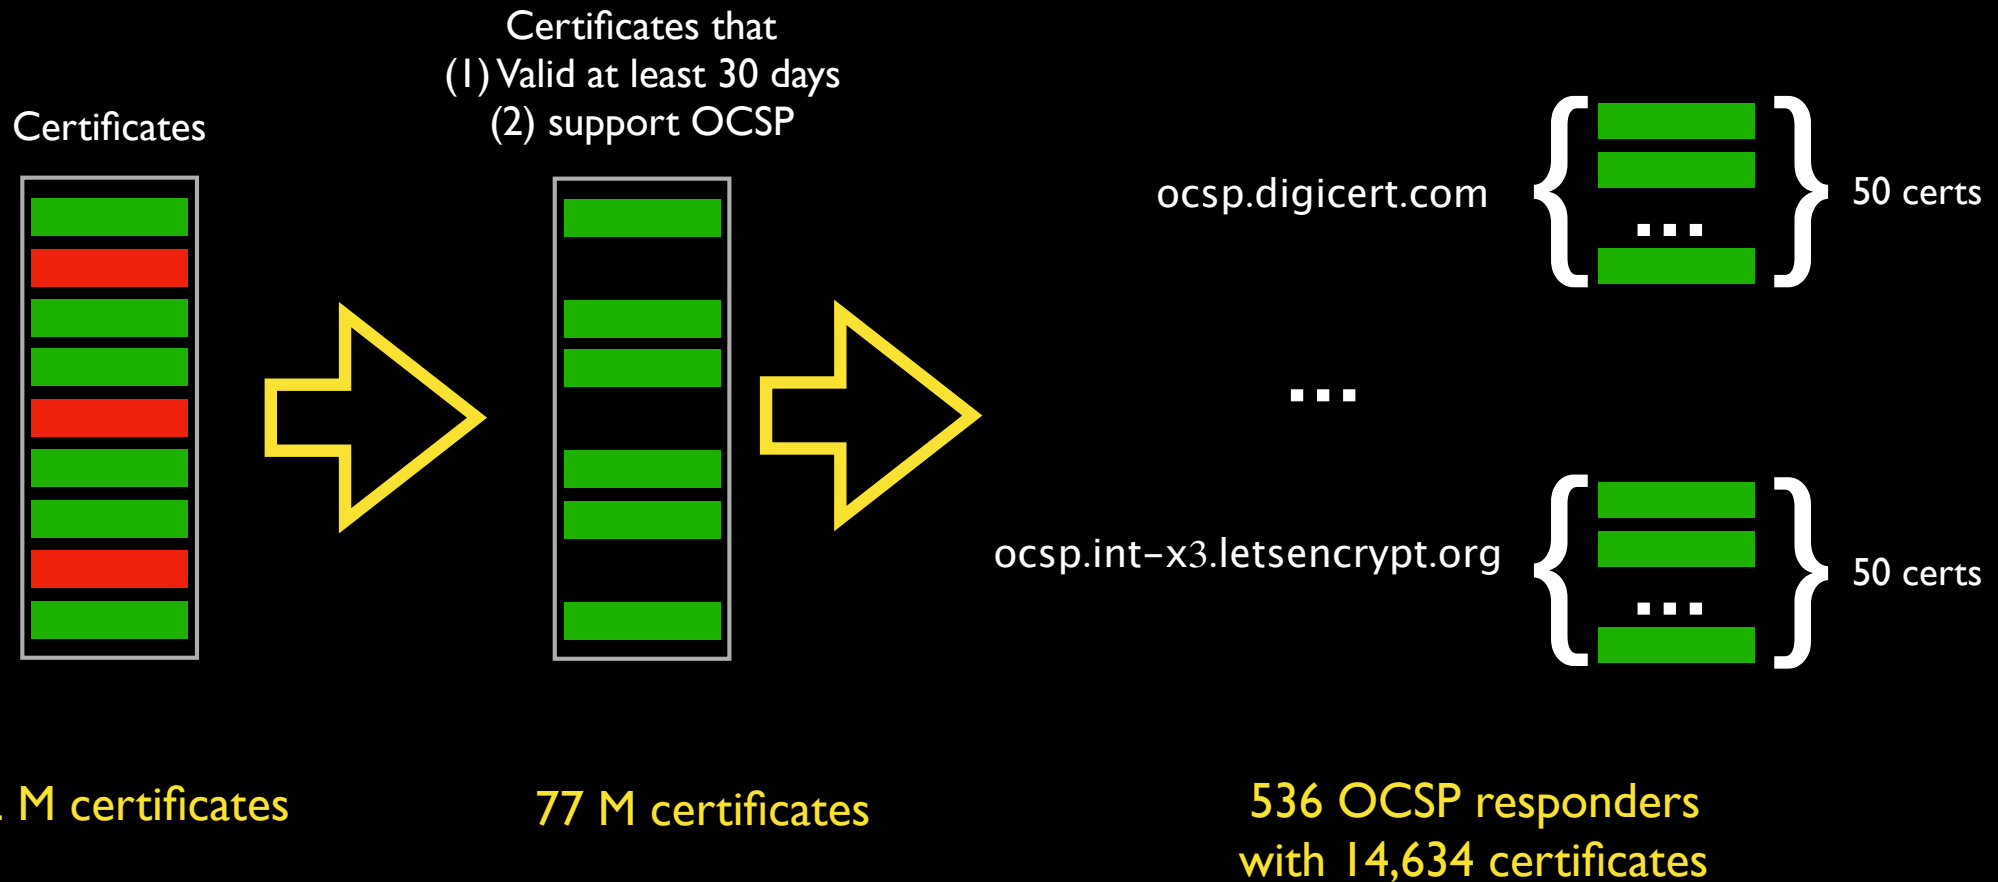 Certificates
Certificates that
(1) Valid at least 30 days
(2) support OCSP
ocsp.digicert.com
...
50 certs
...
ocsp.int-x3.letsencrypt.org
...
50 certs
M certificates
77 M certificates
536 OCSP responders
with 14,634 certificates